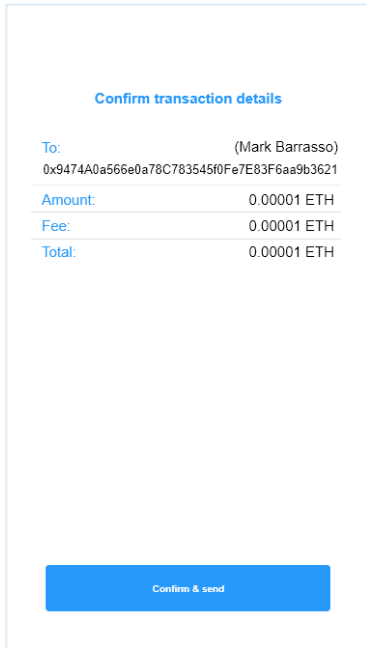 Confirm transaction details
To: (Mark Barrasso)
0x9474A0a566e0a78C783545f0Fe7E83F6aa9b3621
Amount: 0.00001 ETH
Fee: 0.00001 ETH
Total: 0.00001 ETH
Confirm & send